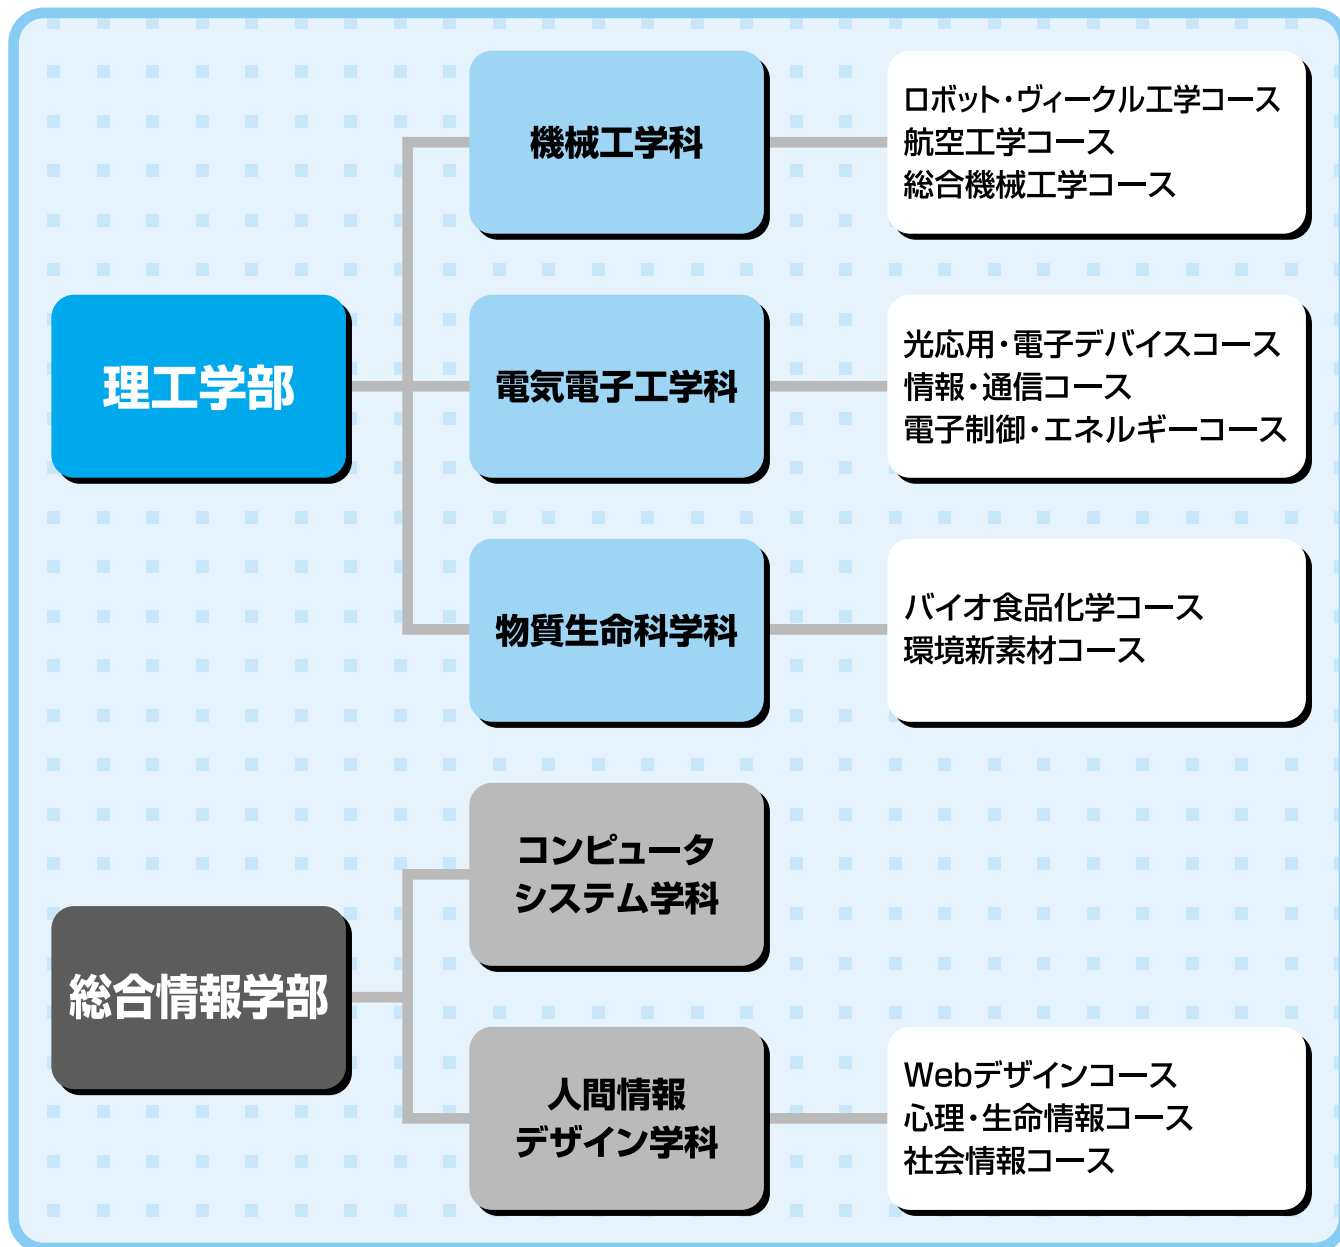 理工学部
機械工学科
ロボット・ヴィークル工学コース
航空工学コース
総合機械工学コース
電気電子工学科
光応用・電子デバイスコース
情報・通信コース
電子制御・エネルギーコース
物質生命科学科
バイオ食品化学コース
環境新素材コース
総合情報学部
コンピュータ
システム学科
人間情報
デザイン学科
Webデザインコース
心理・生命情報コース
社会情報コース